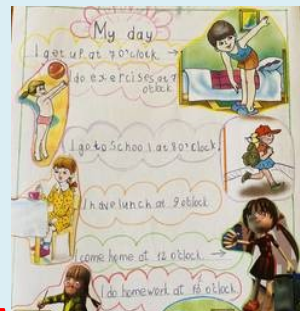 My day
I get up at 7 o'clock
I do exercises at 7
o'clock
I go to School at 8 o'clock
I have lunch at 9 o'clock
I come home at 12 o'clock
I do homework at o'clock